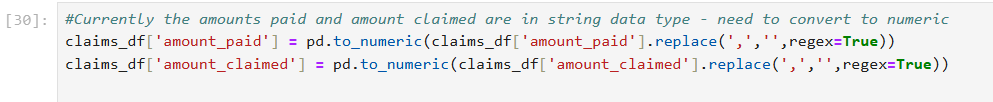 [30]: #Currently the amounts paid and amount claimed are in string data type - need to convert to numeric
claims_df['amount_paid'] = pd.to_numeric(claims_df['amount_paid'].replace(',','',regex=True))
claims_df['amount_claimed'] = pd.to_numeric(claims_df['amount_claimed'].replace(',','',regex=True))